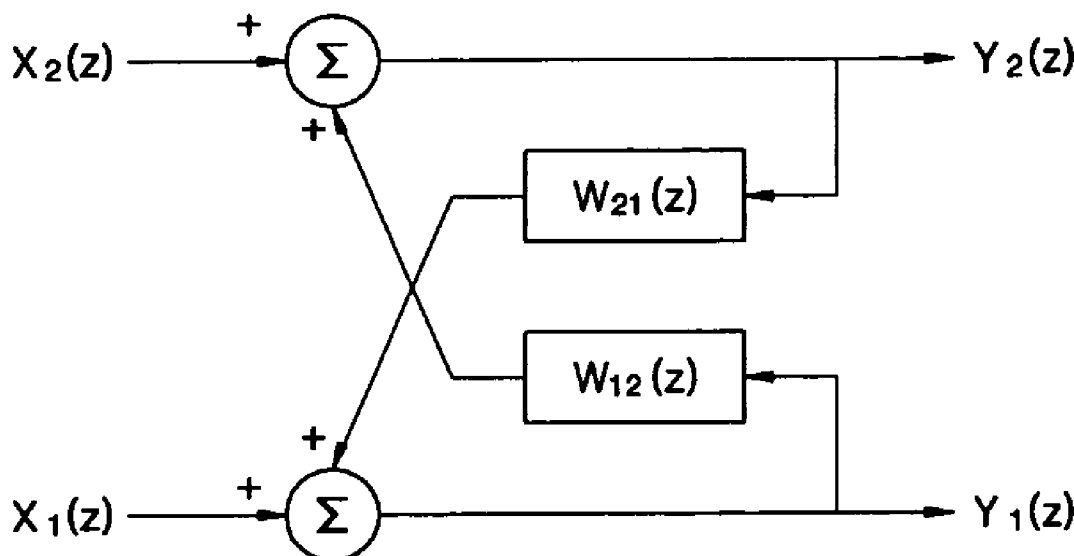 X₂(z)
+
Σ
Y₂(z)
+
W₂₁(z)
W₁₂(z)
+
X₁(z)
+
Σ
Y₁(z)